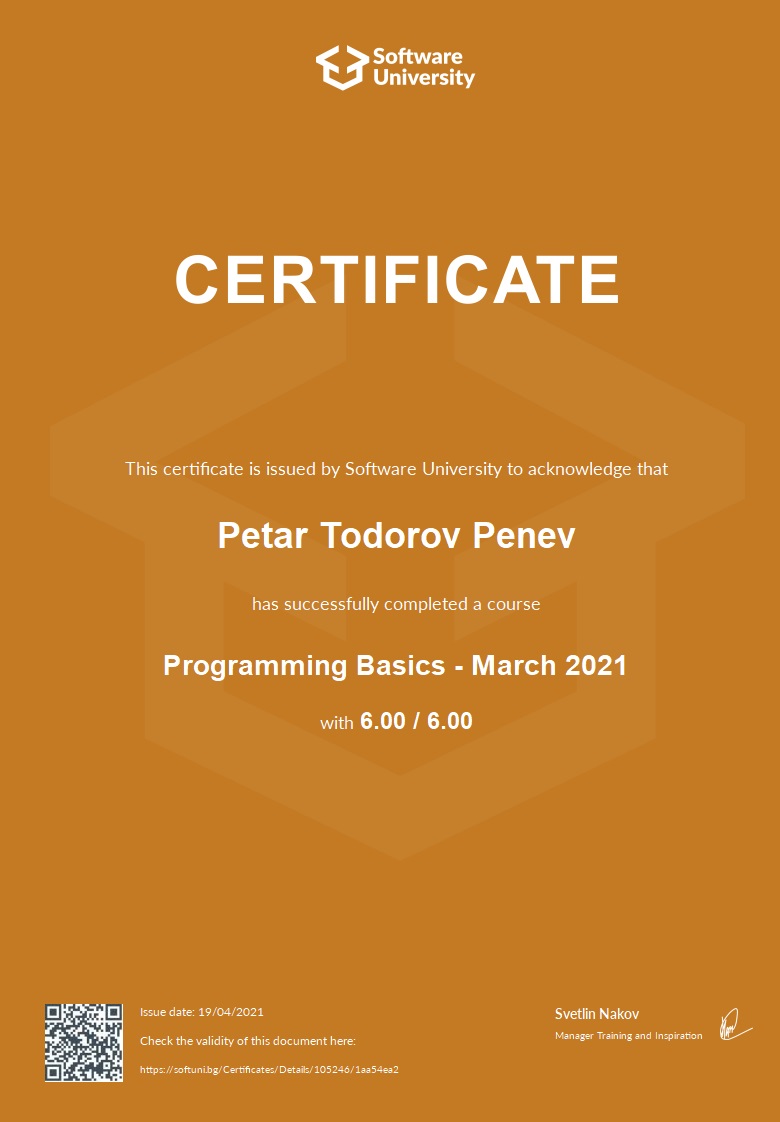 Software
University
CERTIFICATE
This certificate is issued by Software University to acknowledge that
Petar Todorov Penev
has successfully completed a course
Programming Basics - March 2021
with 6.00 / 6.00
Issue date: 19/04/2021
Check the validity of this document here:
https://softuni.bg/Certificates/Details/105246/1aa54ea2
Svetlin Nakov
Manager Training and Inspiration